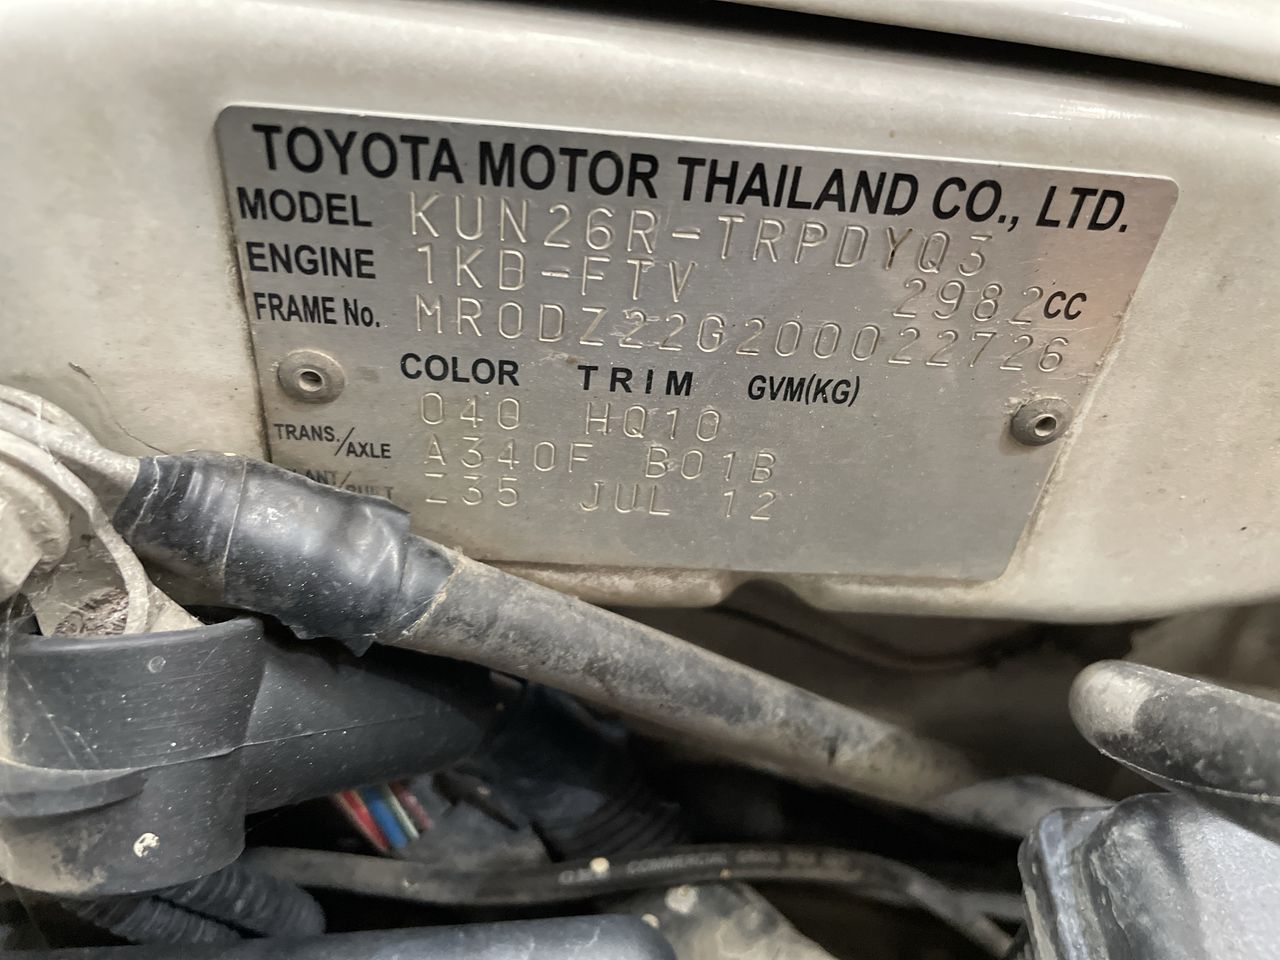 TOYOTA MOTOR THAILAND CO., LTD.
MODEL KUN26R-TRPDYQ3
ENGINE 1KD-FTV 2982CC
FRAME No. MR0DZ22G200022726
COLOR TRIM GVM(KG)
040 HQ10
TRANS./AXLE A340F B01B
Z35 JUL 12
COMMERCIAL